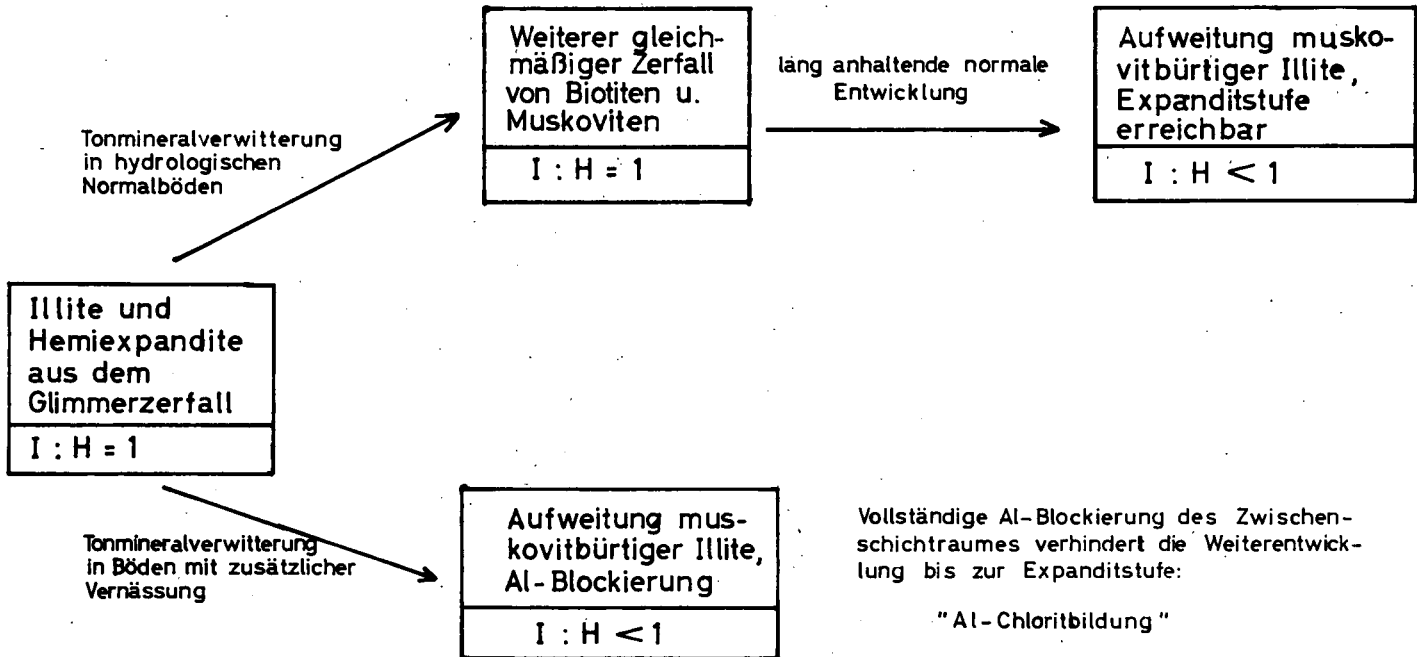 Weiterer gleich-
mäßiger Zerfall
von Biotiten u.
Muskoviten
I : H = 1
lang anhaltende normale
Entwicklung
Aufweitung musko-
vitbürtiger Illite,
Expanditstufe
erreichbar
I : H < 1
Tonmineralverwitterung
in hydrologischen
Normalböden
Illite und
Hemiexpandite
aus dem
Glimmerzerfall
I : H = 1
Tonmineralverwitterung
in Böden mit zusätzlicher
Vernässung
Aufweitung mus-
kovitbürtiger Illite,
Al-Blockierung
I : H < 1
Vollständige Al-Blockierung des Zwischen-
schichtraumes verhindert die Weiterentwick-
lung bis zur Expanditstufe:
"Al-Chloritbildung"